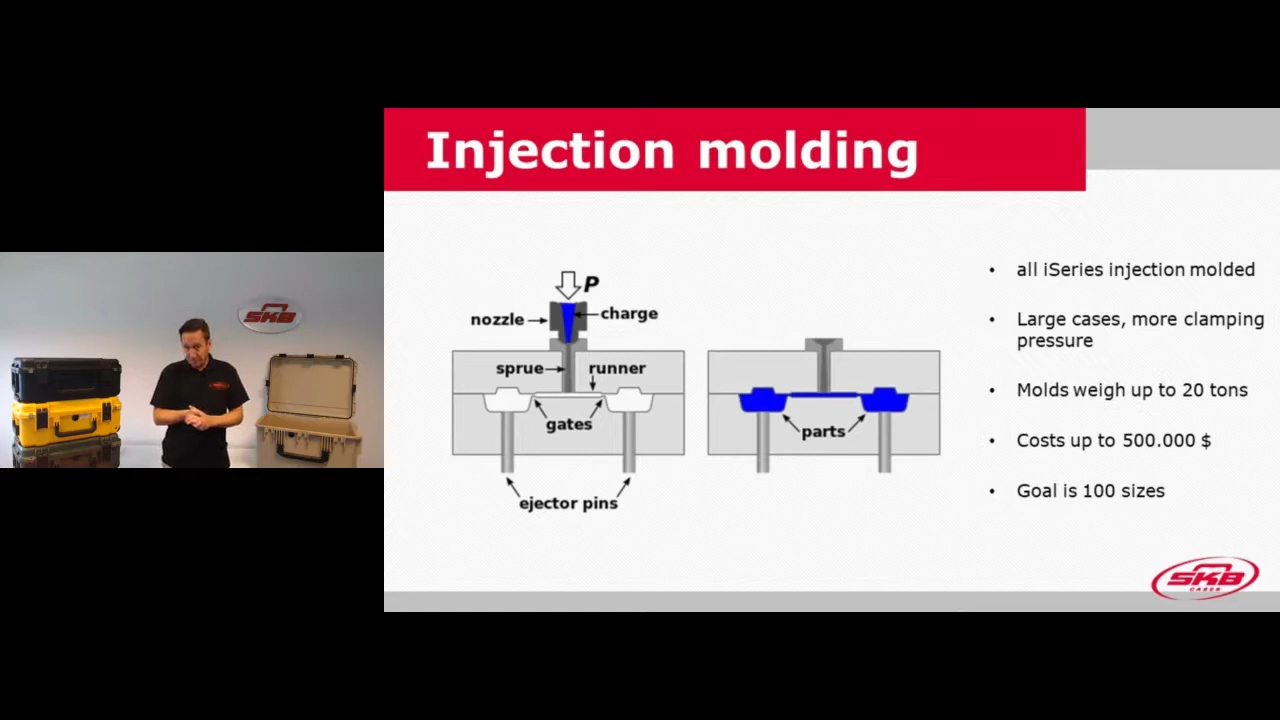 Injection molding
P
nozzle
charge
sprue
runner
gates
ejector pins
parts
• all iSeries injection molded
• Large cases, more clamping
pressure
• Molds weigh up to 20 tons
• Costs up to 500.000 $
• Goal is 100 sizes
SKB
CASES
SKB